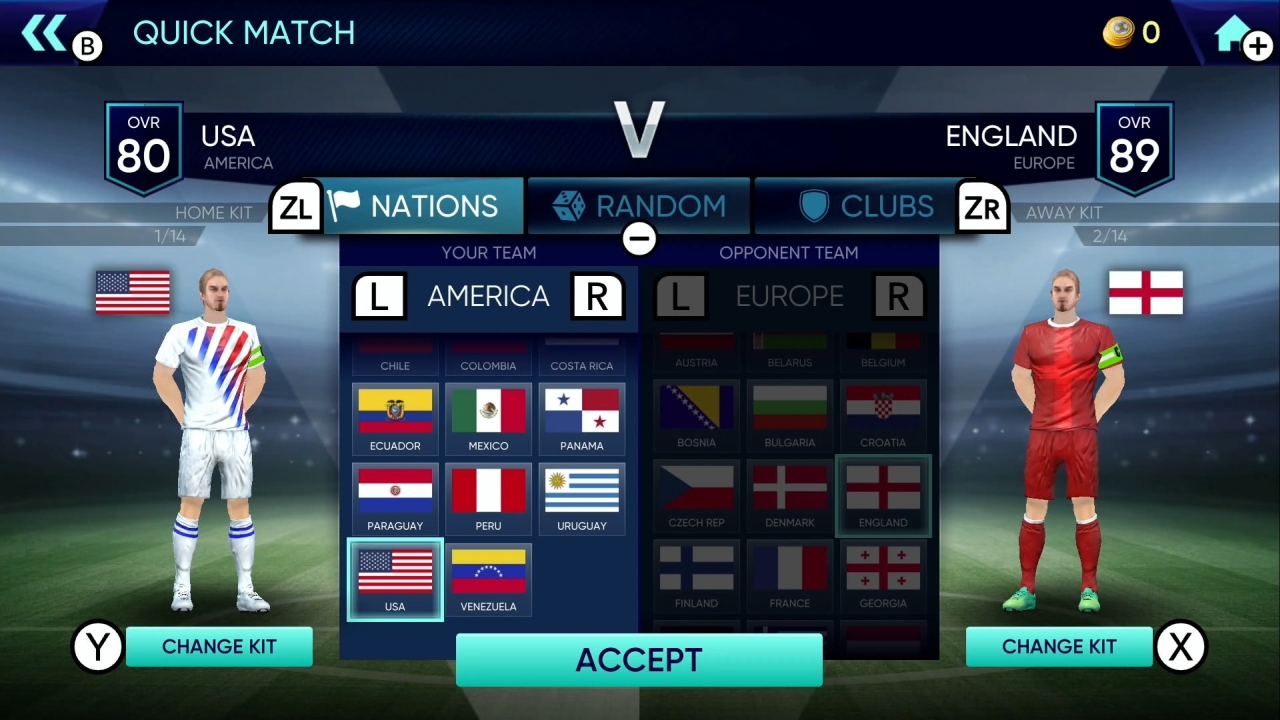 B
QUICK MATCH
0
+
OVR
80
USA
AMERICA
V
ENGLAND
EUROPE
OVR
89
HOME KIT
1/14
ZL
NATIONS
RANDOM
CLUBS
ZR
AWAY KIT
2/14
YOUR TEAM
OPPONENT TEAM
L
AMERICA
R
L
EUROPE
R
CHILE
COLOMBIA
COSTA RICA
AUSTRIA
BELARUS
BELGIUM
ECUADOR
MEXICO
PANAMA
BOSNIA
BULGARIA
CROATIA
PARAGUAY
PERU
URUGUAY
CZECH REP
DENMARK
ENGLAND
USA
VENEZUELA
FINLAND
FRANCE
GEORGIA
Y
CHANGE KIT
ACCEPT
CHANGE KIT
X